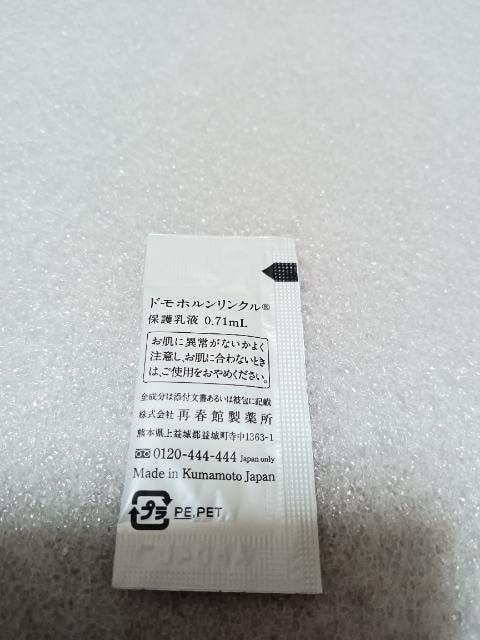 ドモホルンリンクル®
保護乳液 0.71mL
お肌に異常がないかよく
注意し、お肌に合わないとき
は、ご使用をおやめください。
全成分は添付文書あるいは被包に記載
株式会社 再春館製薬所
熊本県上益城郡益城町寺中1363-1
0120-444-444 Japan only
Made in Kumamoto Japan
プラ PE,PET